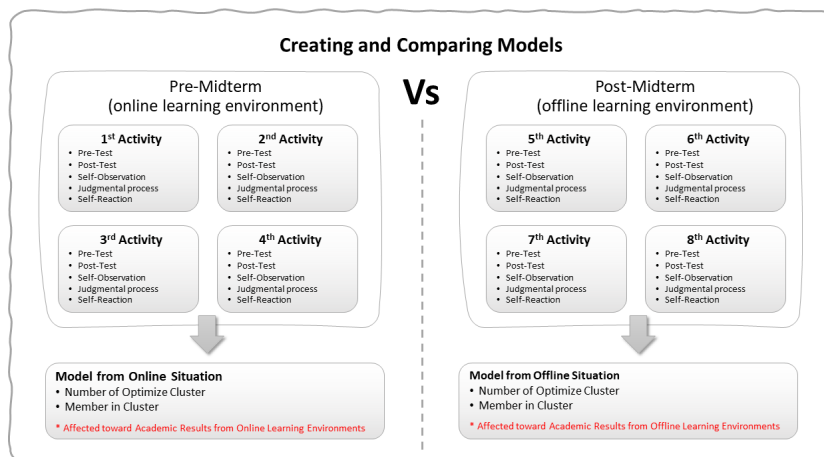 Creating and Comparing Models
Pre-Midterm
(online learning environment)
1st Activity
• Pre-Test
• Post-Test
• Self-Observation
• Judgmental process
• Self-Reaction
2nd Activity
• Pre-Test
• Post-Test
• Self-Observation
• Judgmental process
• Self-Reaction
3rd Activity
• Pre-Test
• Post-Test
• Self-Observation
• Judgmental process
• Self-Reaction
4th Activity
• Pre-Test
• Post-Test
• Self-Observation
• Judgmental process
• Self-Reaction
Model from Online Situation
• Number of Optimize Cluster
• Member in Cluster
* Affected toward Academic Results from Online Learning Environments
Vs
Post-Midterm
(offline learning environment)
5th Activity
• Pre-Test
• Post-Test
• Self-Observation
• Judgmental process
• Self-Reaction
6th Activity
• Pre-Test
• Post-Test
• Self-Observation
• Judgmental process
• Self-Reaction
7th Activity
• Pre-Test
• Post-Test
• Self-Observation
• Judgmental process
• Self-Reaction
8th Activity
• Pre-Test
• Post-Test
• Self-Observation
• Judgmental process
• Self-Reaction
Model from Offline Situation
• Number of Optimize Cluster
• Member in Cluster
* Affected toward Academic Results from Offline Learning Environments